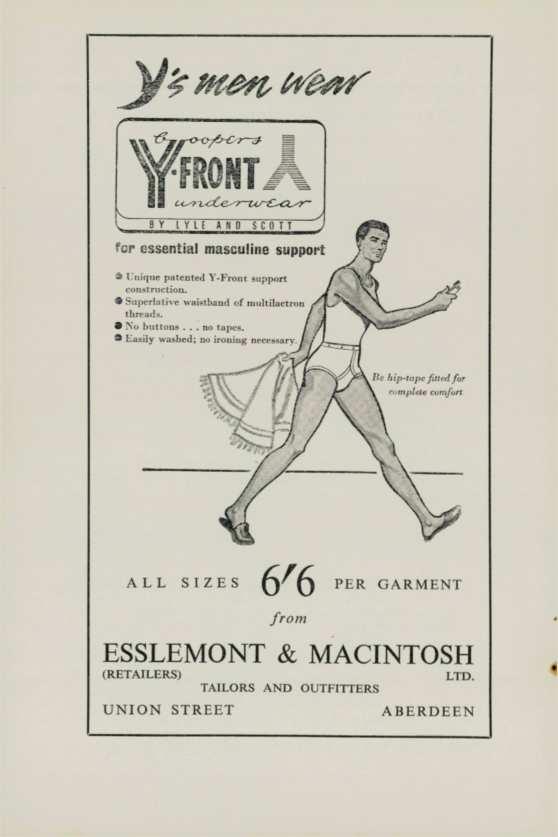 Y's men wear
Coopers
Y-FRONT
underwear
BY LYLE AND SCOTT
for essential masculine support
Unique patented Y-Front support
construction.
Superlative waistband of multilactron
threads.
No buttons . . . no tapes.
Easily washed; no ironing necessary.
Be hip-tape fitted for
complete comfort
ALL SIZES 6'6 PER GARMENT
from
ESSLEMONT & MACINTOSH
(RETAILERS) LTD.
TAILORS AND OUTFITTERS
UNION STREET ABERDEEN